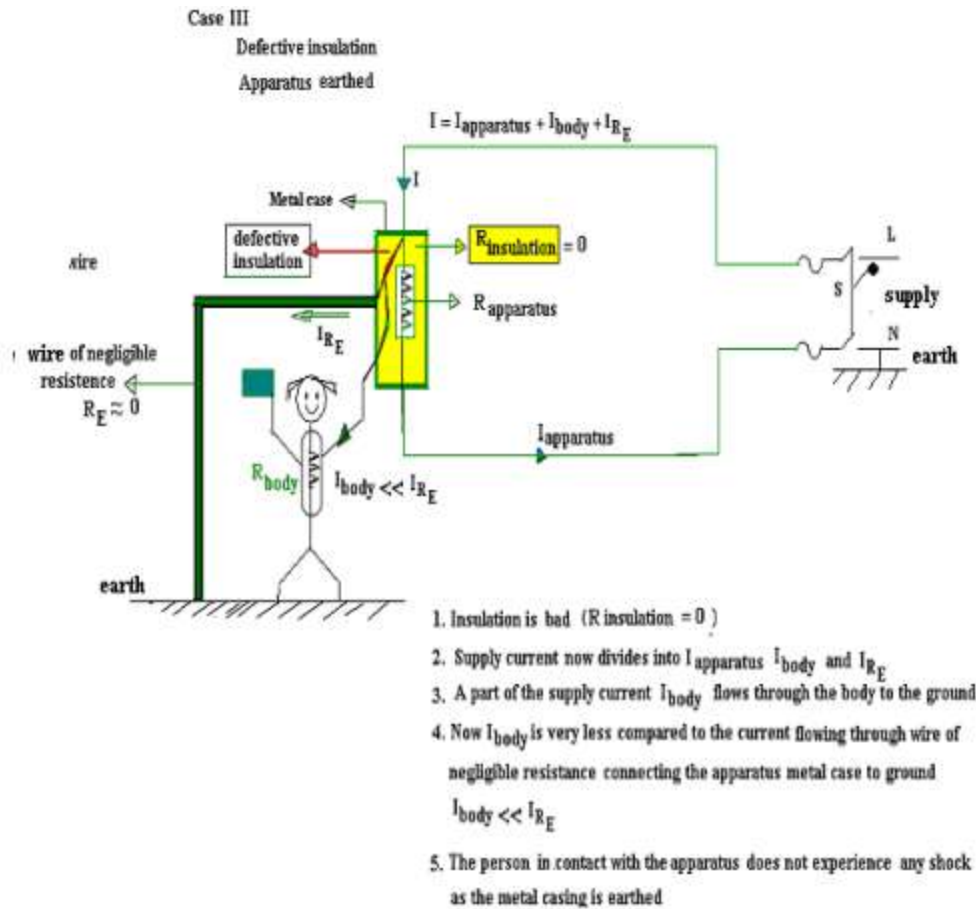 Case III
Defective insulation
Apparatus earthed
I = Iapparatus + Ibody + IRE
I
Metal case
defective
insulation
Rinsulation = 0
L
S
supply
Rapparatus
IRE
N
earth
wire of negligible
resistence
RE ≈ 0
Iapparatus
Rbody
Ibody << IRE
earth
1. Insulation is bad (R insulation = 0 )
2. Supply current now divides into Iapparatus Ibody and IRE
3. A part of the supply current Ibody flows through the body to the ground
4. Now Ibody is very less compared to the current flowing through wire of
negligible resistance connecting the apparatus metal case to ground
Ibody << IRE
5. The person in contact with the apparatus does not experience any shock
as the metal casing is earthed